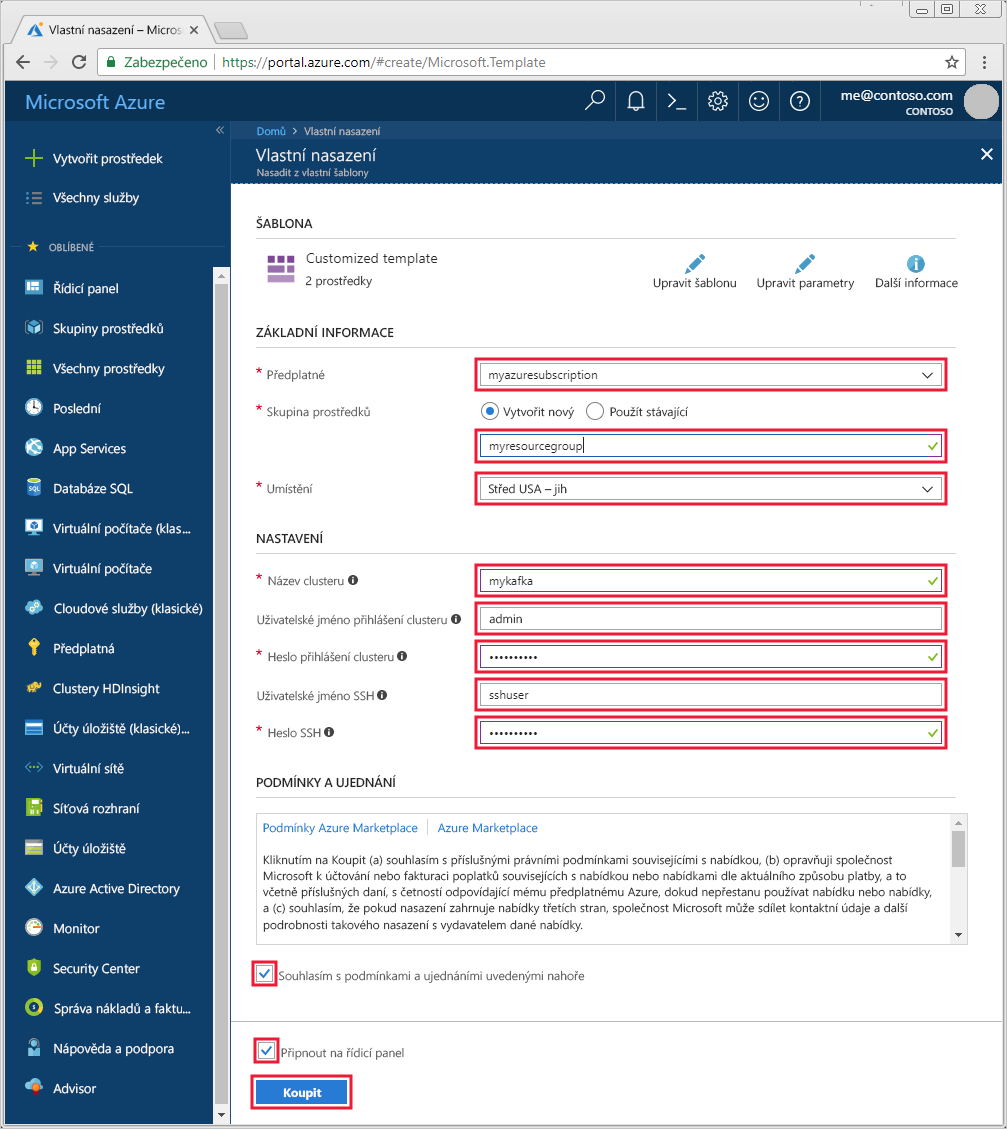 Vlastní nasazení – Micros
Zabezpečeno
https://portal.azure.com/#create/Microsoft.Template
Microsoft Azure
me@contoso.com
CONTOSO
Vytvořit prostředek
Všechny služby
OBLÍBENÉ
Řídicí panel
Skupiny prostředků
Všechny prostředky
Poslední
App Services
Databáze SQL
Virtuální počítače (klas...
Virtuální počítače
Cloudové služby (klasické)
Předplatná
Clustery HDInsight
Účty úložiště (klasické)...
Virtuální sítě
Síťová rozhraní
Účty úložiště
Azure Active Directory
Monitor
Security Center
Správa nákladů a faktu...
Nápověda a podpora
Advisor
Domů > Vlastní nasazení
Vlastní nasazení
Nasadit z vlastní šablony
ŠABLONA
Customized template
2 prostředky
Upravit šablonu
Upravit parametry
Další informace
ZÁKLADNÍ INFORMACE
* Předplatné
myazuresubscription
* Skupina prostředků
Vytvořit nový
Použít stávající
myresourcegroup
* Umístění
Střed USA – jih
NASTAVENÍ
* Název clusteru
mykafka
Uživatelské jméno přihlášení clusteru
admin
* Heslo přihlášení clusteru
••••••••••
Uživatelské jméno SSH
sshuser
* Heslo SSH
••••••••••
PODMÍNKY A UJEDNÁNÍ
Podmínky Azure Marketplace | Azure Marketplace
Kliknutím na Koupit (a) souhlasím s příslušnými právními podmínkami souvisejícími s nabídkou, (b) opravňuji společnost
Microsoft k účtování nebo fakturaci poplatků souvisejících s nabídkou nebo nabídkami dle aktuálního způsobu platby, a to
včetně příslušných daní, s četností odpovídající mému předplatnému Azure, dokud nepřestanu používat nabídku nebo nabídky,
a (c) souhlasím, že pokud nasazení zahrnuje nabídky třetích stran, společnost Microsoft může sdílet kontaktní údaje a další
podrobnosti takového nasazení s vydavatelem dané nabídky.
Souhlasím s podmínkami a ujednáními uvedenými nahoře
Připnout na řídicí panel
Koupit